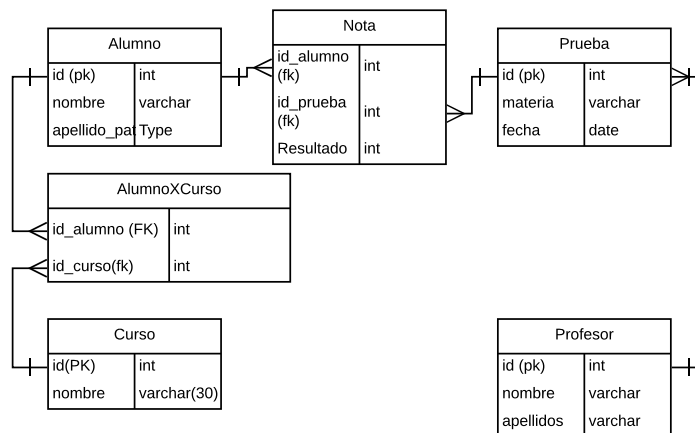 Alumno
id (pk) int
nombre varchar
apellido_pat Type
Nota
id_alumno
(fk) int
id_prueba
(fk) int
Resultado int
Prueba
id (pk) int
materia varchar
fecha date
AlumnoXCurso
id_alumno (FK) int
id_curso(fk) int
Curso
id(PK) int
nombre varchar(30)
Profesor
id (pk) int
nombre varchar
apellidos varchar